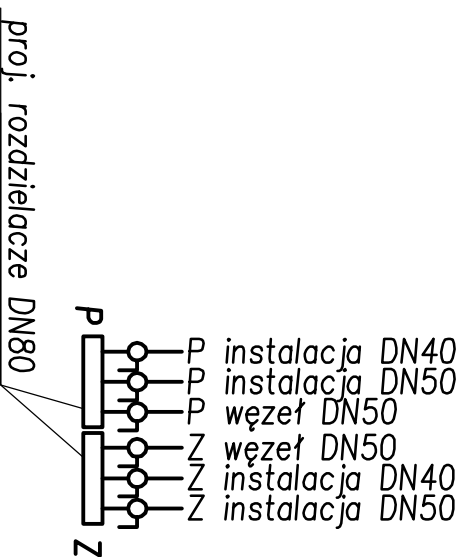 proj. rozdzielacze DN80
P
P instalacja DN40
P instalacja DN50
P węzeł DN50
Z węzeł DN50
Z instalacja DN40
Z instalacja DN50
Z